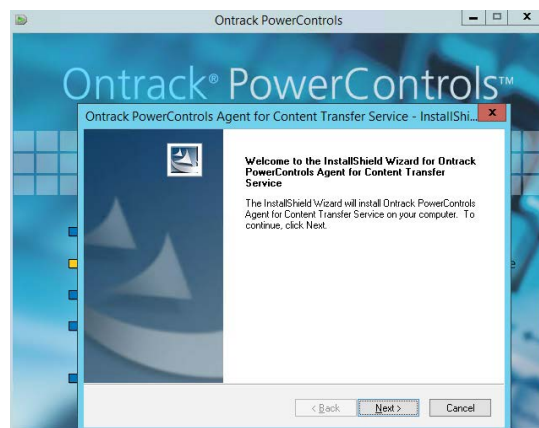 Ontrack PowerControls
Ontrack® PowerControls™
Ontrack PowerControls Agent for Content Transfer Service - InstallShi...
Welcome to the InstallShield Wizard for Ontrack
PowerControls Agent for Content Transfer
Service
The InstallShield Wizard will install Ontrack PowerControls
Agent for Content Transfer Service on your computer. To
continue, click Next.
< Back Next > Cancel